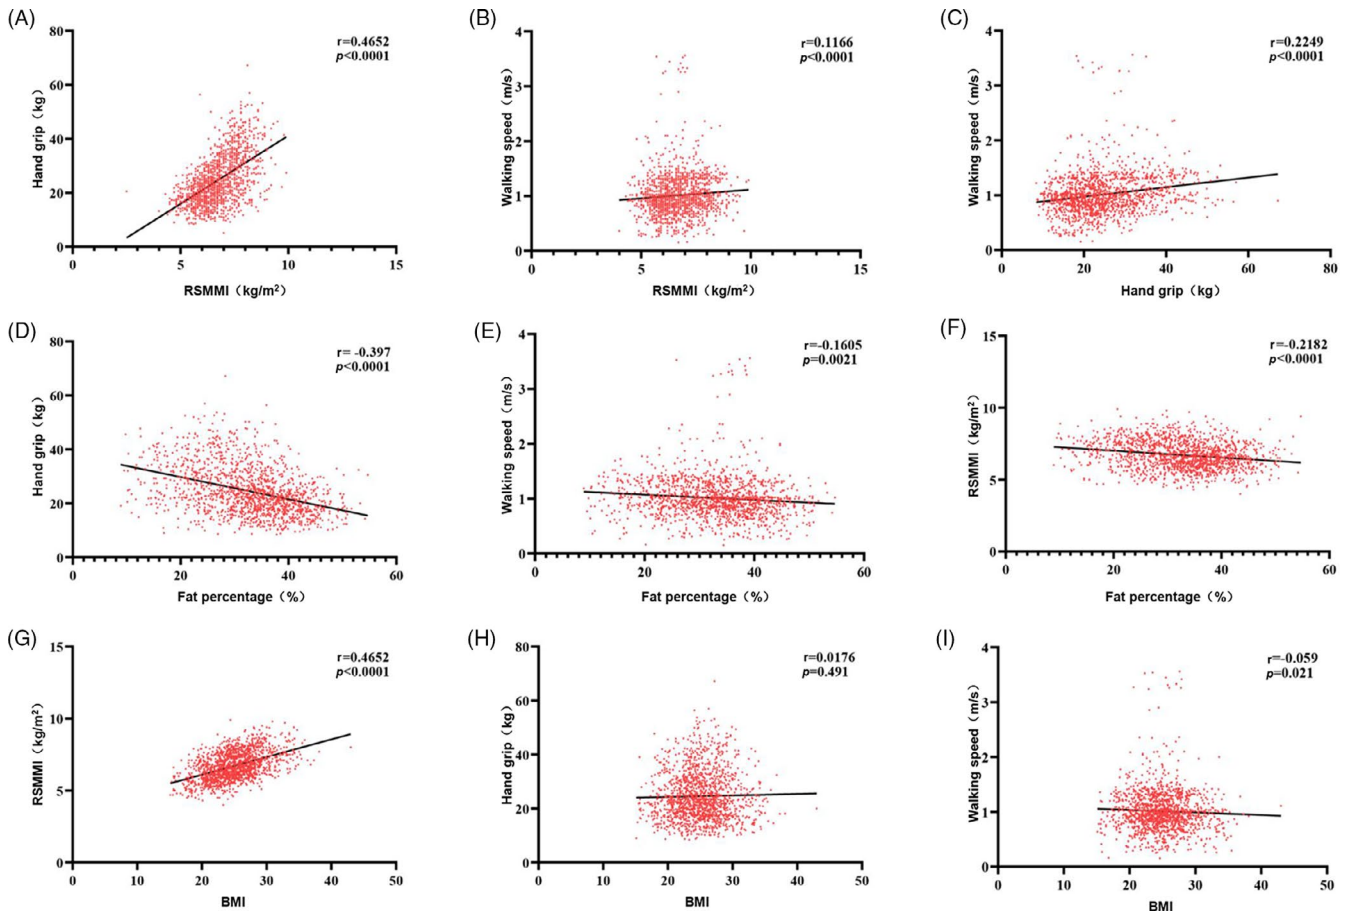 (A)
80
60
40
20
0
0
5
10
15
Hand grip（kg）
RSMMI（kg/m²）
r=0.4652
p<0.0001
(B)
4
3
2
1
0
0
5
10
15
Walking speed（m/s）
RSMMI（kg/m²）
r=0.1166
p<0.0001
(C)
4
3
2
1
0
0
20
40
60
80
Walking speed（m/s）
Hand grip（kg）
r=0.2249
p<0.0001
(D)
80
60
40
20
0
0
20
40
60
Hand grip（kg）
Fat percentage（%）
r= -0.397
p<0.0001
(E)
4
3
2
1
0
0
20
40
60
Walking speed（m/s）
Fat percentage（%）
r=-0.1605
p=0.0021
(F)
15
10
5
0
0
20
40
60
RSMMI（kg/m²）
Fat percentage（%）
r=-0.2182
p<0.0001
(G)
15
10
5
0
0
10
20
30
40
50
RSMMI（kg/m²）
BMI
r=0.4652
p<0.0001
(H)
80
60
40
20
0
0
10
20
30
40
50
Hand grip（kg）
BMI
r=0.0176
p=0.491
(I)
4
3
2
1
0
0
10
20
30
40
50
Walking speed（m/s）
BMI
r=-0.059
p=0.021